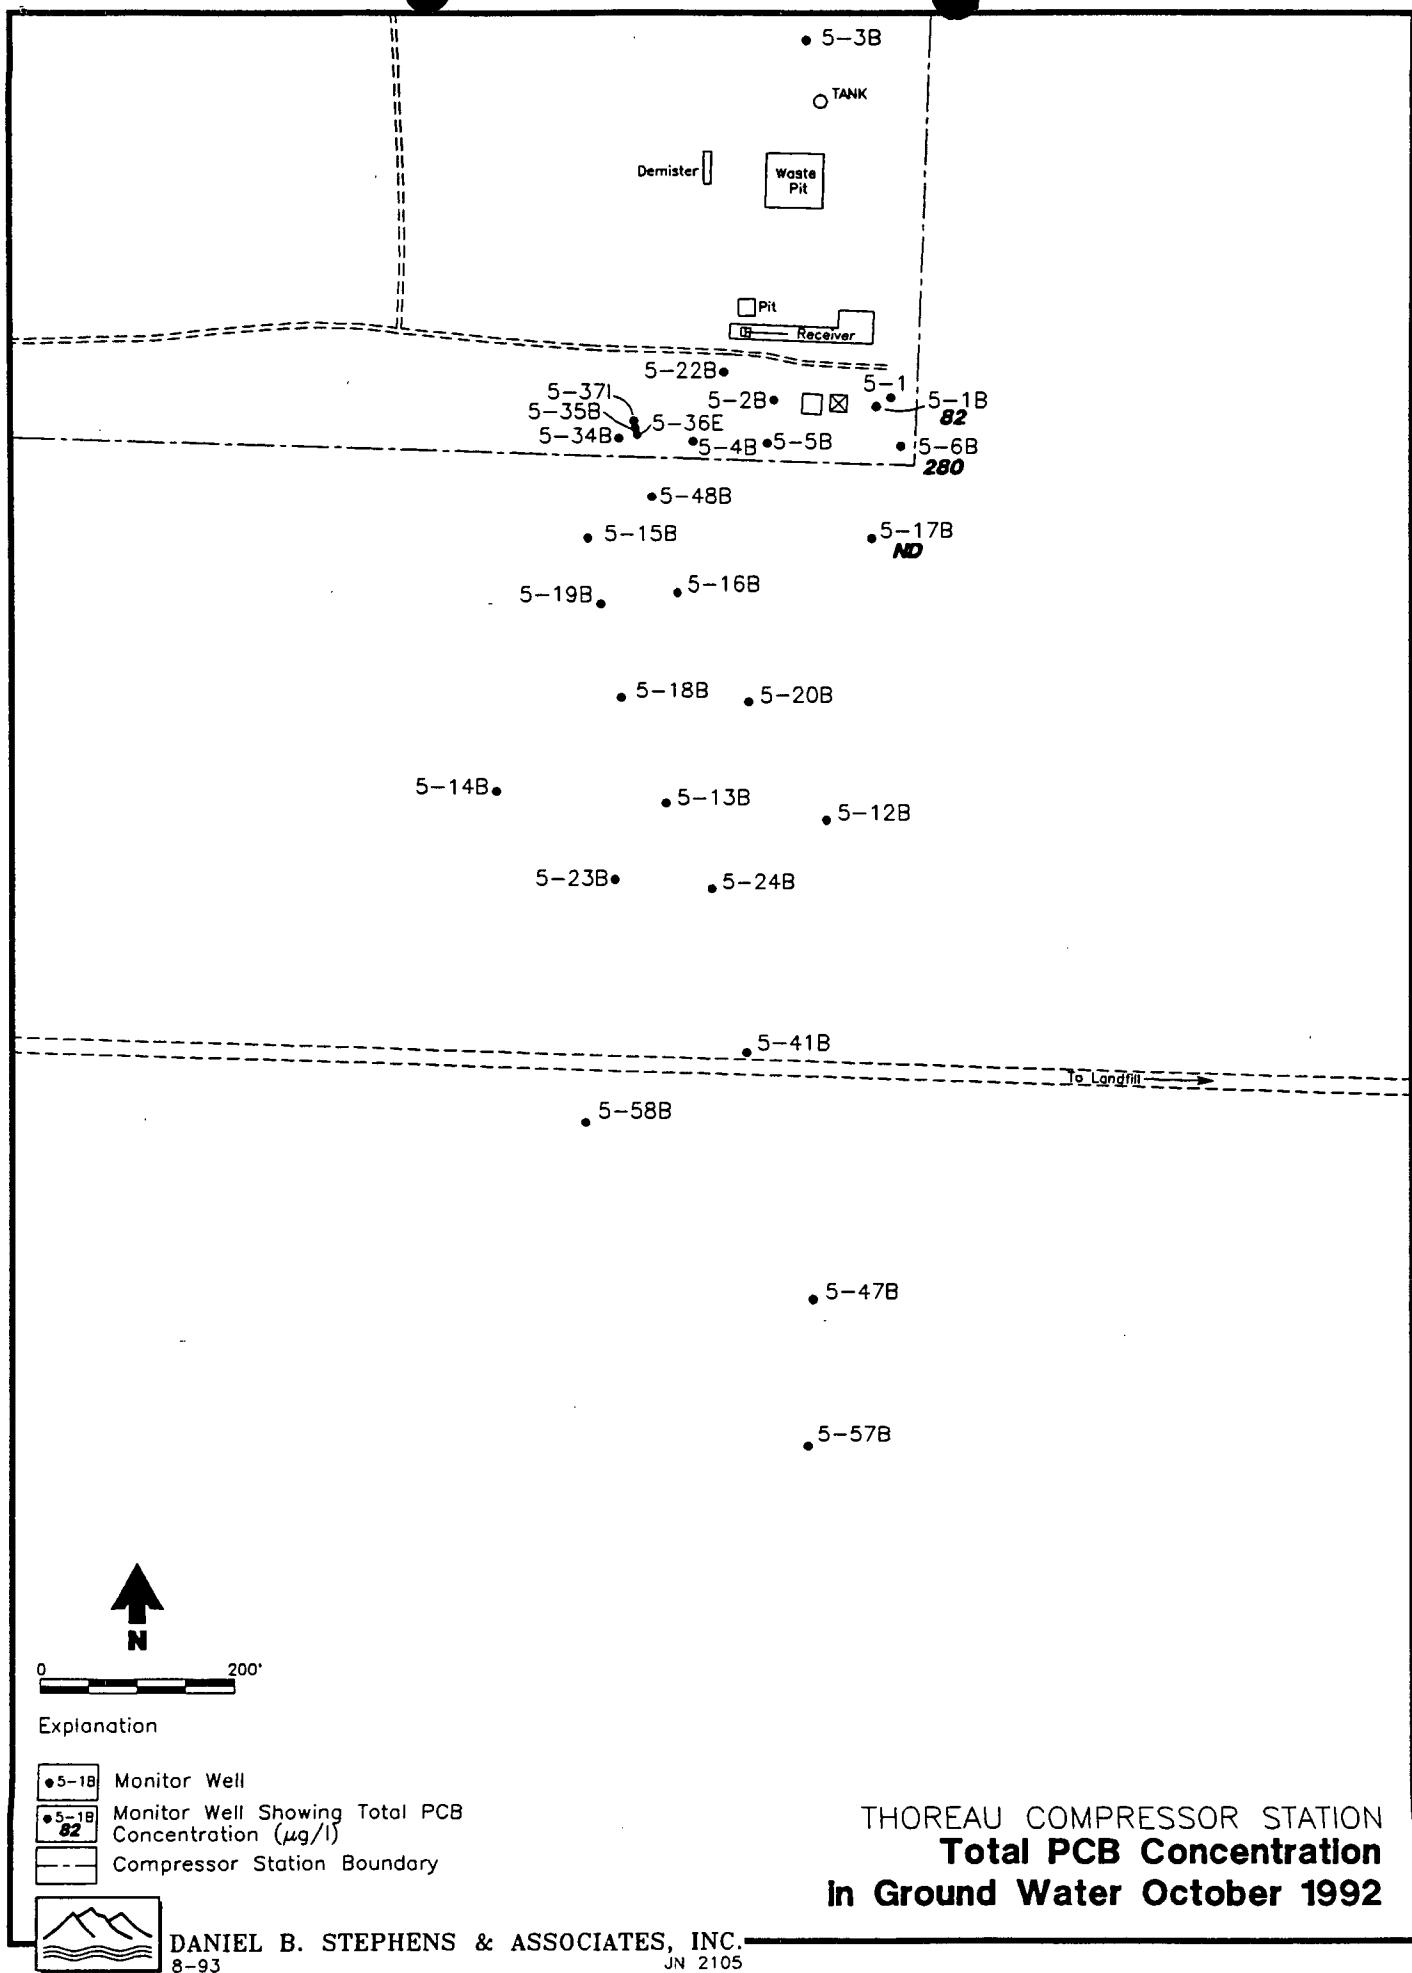 5-3B
TANK
Demister
Waste
Pit
Pit
Receiver
5-22B
5-1
5-37I
5-2B
5-1B
82
5-35B
5-36E
5-34B
5-4B
5-5B
5-6B
280
5-48B
5-15B
5-17B
ND
5-16B
5-19B
5-18B
5-20B
5-14B
5-13B
5-12B
5-23B
5-24B
5-41B
To Landfill
5-58B
5-47B
5-57B
N
0 200'
Explanation
5-1B Monitor Well
5-1B
82
Monitor Well Showing Total PCB
Concentration (μg/l)
Compressor Station Boundary
THOREAU COMPRESSOR STATION
Total PCB Concentration
in Ground Water October 1992
DANIEL B. STEPHENS & ASSOCIATES, INC.
8-93 JN 2105